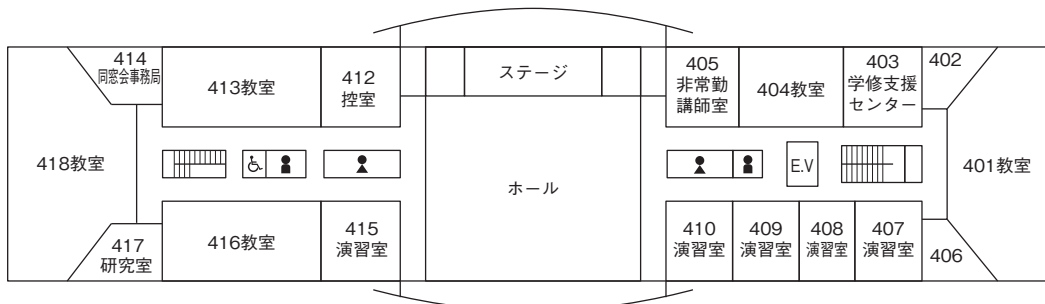 414
同窓会事務局
413教室
412
控室
ステージ
405
非常勤
講師室
404教室
403
学修支援
センター
402
418教室
ホール
E.V
401教室
417
研究室
416教室
415
演習室
410
演習室
409
演習室
408
演習室
407
演習室
406